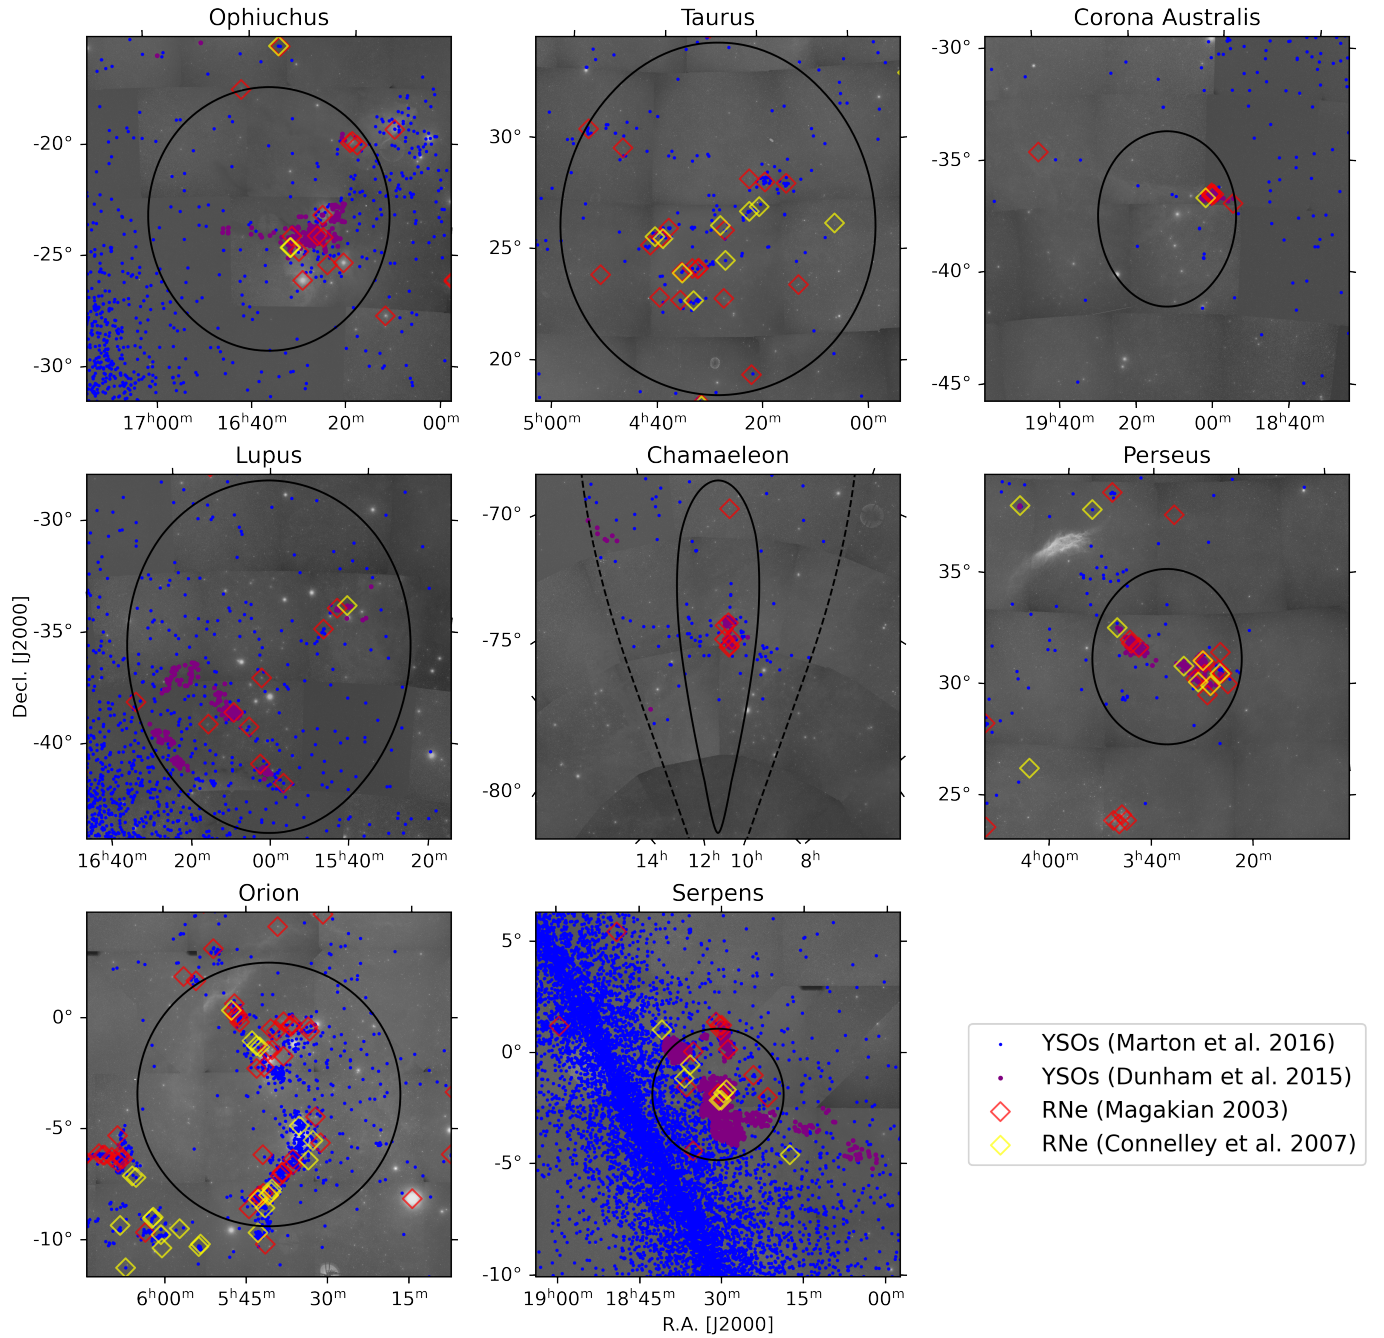 Ophiuchus
Taurus
Corona Australis
-20°
-25°
-30°
17ʰ00ᵐ 16ʰ40ᵐ 20ᵐ 00ᵐ
30°
25°
20°
5ʰ00ᵐ 4ʰ40ᵐ 20ᵐ 00ᵐ
-30°
-35°
-40°
-45°
19ʰ40ᵐ 20ᵐ 00ᵐ 18ʰ40ᵐ
Lupus
Chamaeleon
Perseus
Decl. [J2000]
-30°
-35°
-40°
16ʰ40ᵐ 20ᵐ 00ᵐ 15ʰ40ᵐ 20ᵐ
-70°
-75°
-80°
14ʰ 12ʰ 10ʰ 8ʰ
35°
30°
25°
4ʰ00ᵐ 3ʰ40ᵐ 20ᵐ
Orion
Serpens
0°
-5°
-10°
6ʰ00ᵐ 5ʰ45ᵐ 30ᵐ 15ᵐ
5°
0°
-5°
-10°
19ʰ00ᵐ 18ʰ45ᵐ 30ᵐ 15ᵐ 00ᵐ
R.A. [J2000]
YSOs (Marton et al. 2016)
YSOs (Dunham et al. 2015)
RNe (Magakian 2003)
RNe (Connelley et al. 2007)